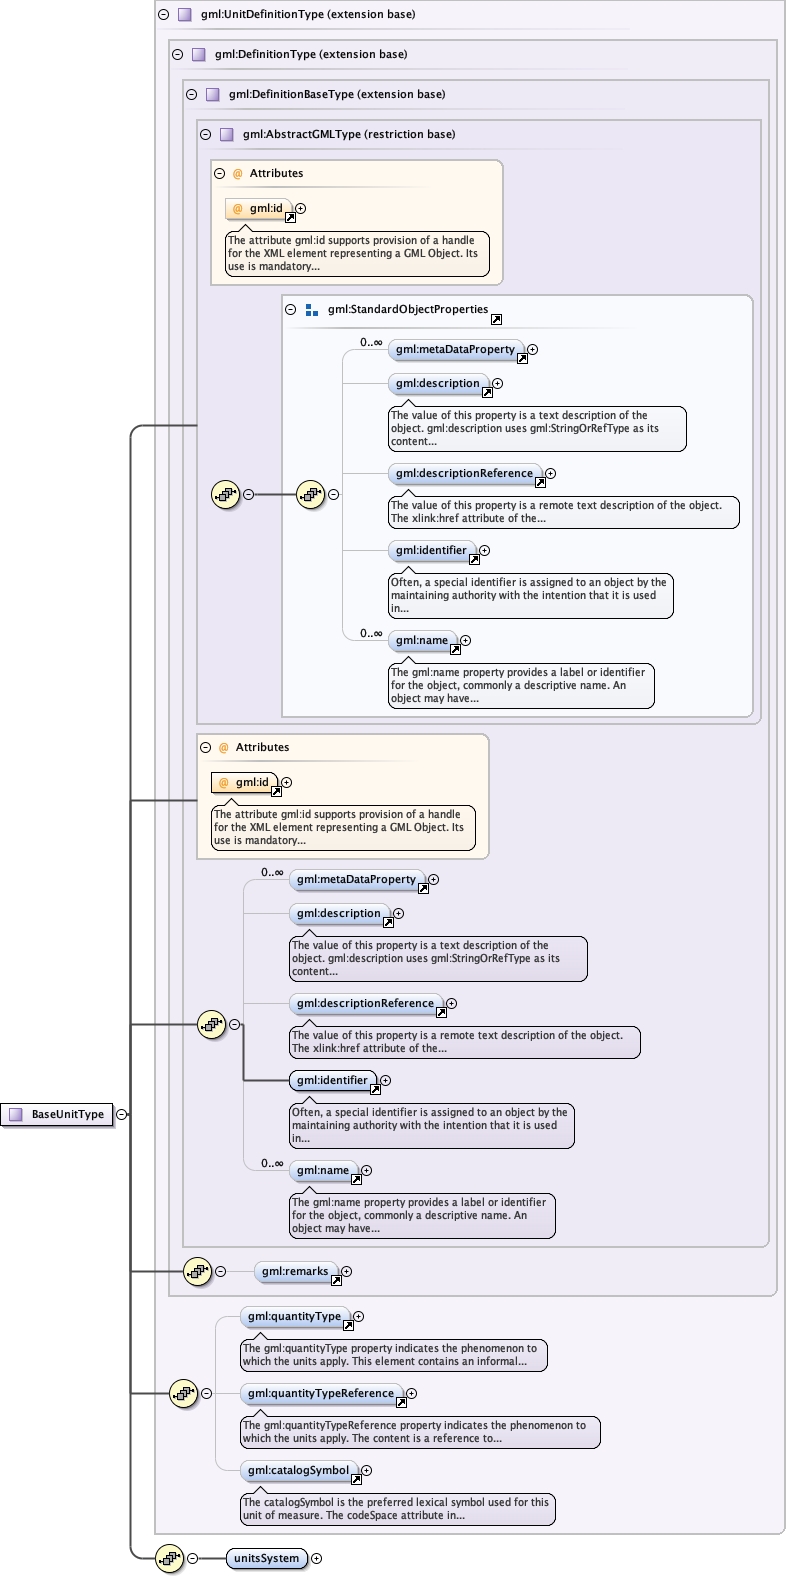 gml:UnitDefinitionType (extension base)
gml:DefinitionType (extension base)
gml:DefinitionBaseType (extension base)
gml:AbstractGMLType (restriction base)
@ Attributes
@ gml:id
The attribute gml:id supports provision of a handle
for the XML element representing a GML Object. Its
use is mandatory...
gml:StandardObjectProperties
0..∞
gml:metaDataProperty
gml:description
The value of this property is a text description of the
object. gml:description uses gml:StringOrRefType as its
content...
gml:descriptionReference
The value of this property is a remote text description of the object.
The xlink:href attribute of the...
gml:identifier
Often, a special identifier is assigned to an object by the
maintaining authority with the intention that it is used
in...
0..∞
gml:name
The gml:name property provides a label or identifier
for the object, commonly a descriptive name. An
object may have...
@ Attributes
@ gml:id
The attribute gml:id supports provision of a handle
for the XML element representing a GML Object. Its
use is mandatory...
0..∞
gml:metaDataProperty
gml:description
The value of this property is a text description of the
object. gml:description uses gml:StringOrRefType as its
content...
gml:descriptionReference
The value of this property is a remote text description of the object.
The xlink:href attribute of the...
gml:identifier
Often, a special identifier is assigned to an object by the
maintaining authority with the intention that it is used
in...
BaseUnitType
0..∞
gml:name
The gml:name property provides a label or identifier
for the object, commonly a descriptive name. An
object may have...
gml:remarks
gml:quantityType
The gml:quantityType property indicates the phenomenon to
which the units apply. This element contains an informal...
gml:quantityTypeReference
The gml:quantityTypeReference property indicates the phenomenon to
which the units apply. The content is a reference to...
gml:catalogSymbol
The catalogSymbol is the preferred lexical symbol used for this
unit of measure. The codeSpace attribute in...
unitsSystem